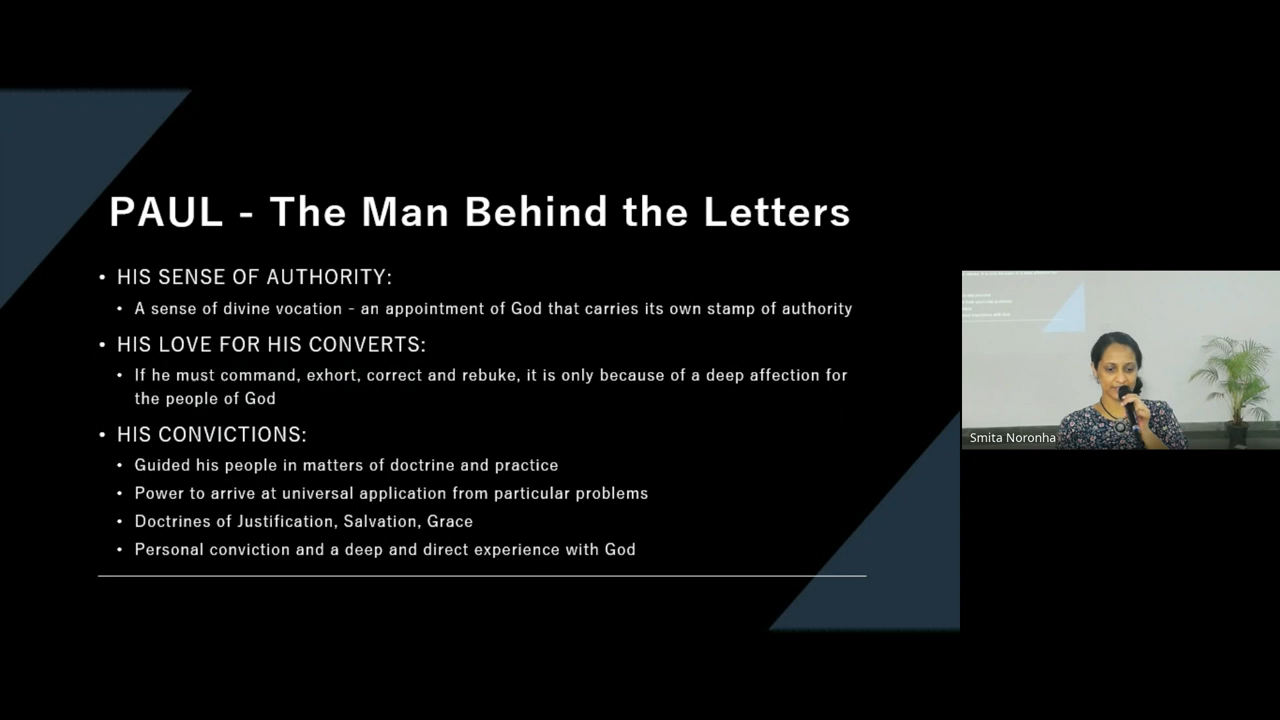 PAUL - The Man Behind the Letters
• HIS SENSE OF AUTHORITY:
• A sense of divine vocation - an appointment of God that carries its own stamp of authority
• HIS LOVE FOR HIS CONVERTS:
• If he must command, exhort, correct and rebuke, it is only because of a deep affection for
the people of God
• HIS CONVICTIONS:
• Guided his people in matters of doctrine and practice
• Power to arrive at universal application from particular problems
• Doctrines of Justification, Salvation, Grace
• Personal conviction and a deep and direct experience with God
Smita Noronha